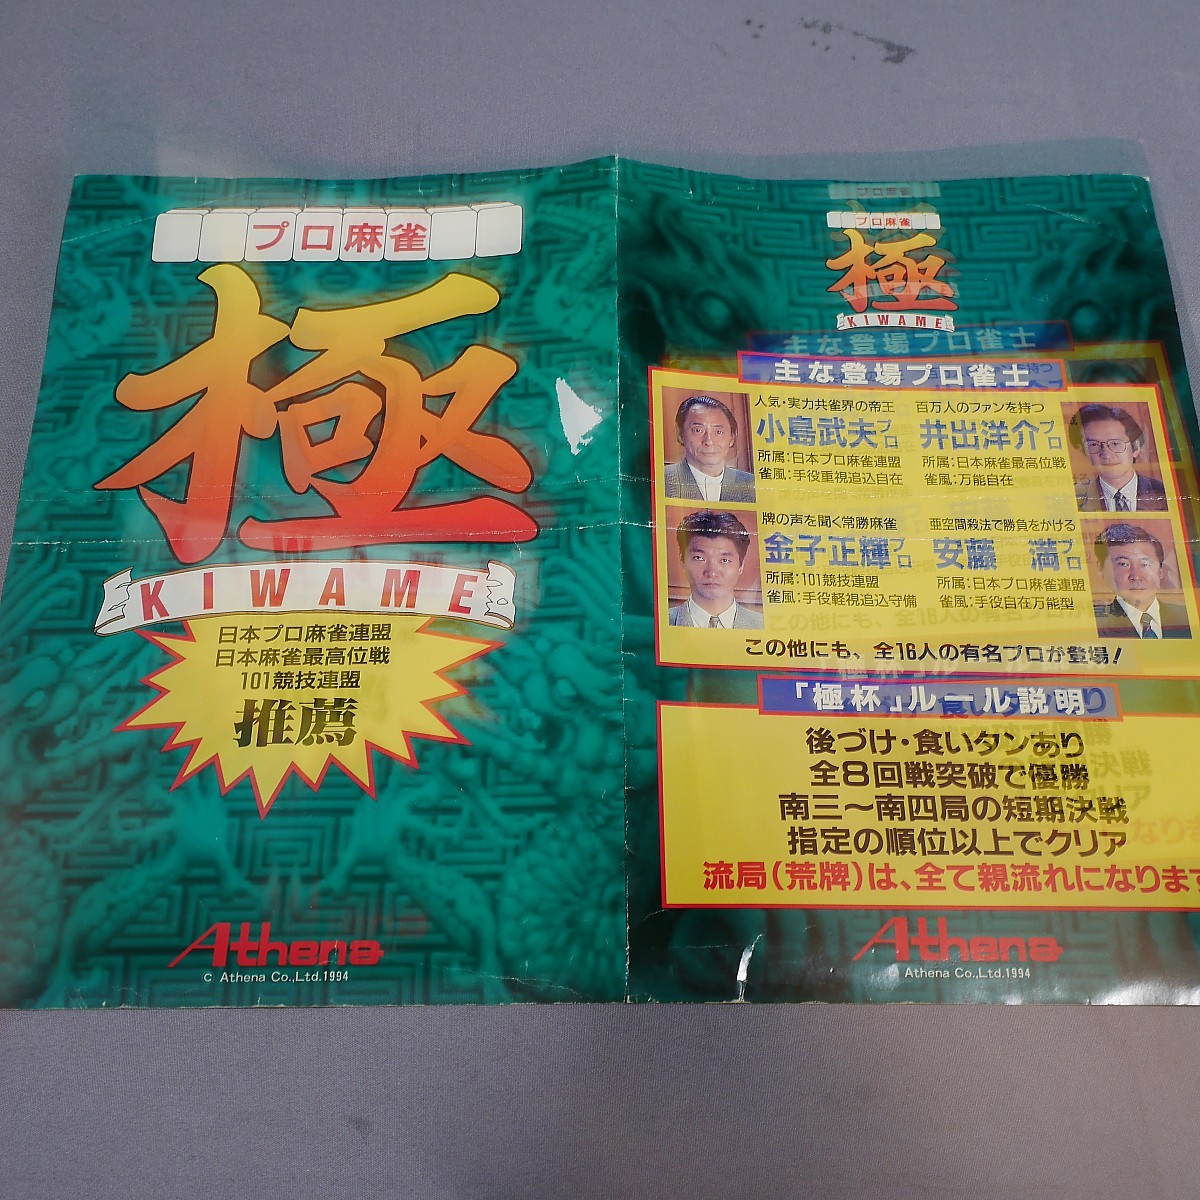 プロ麻雀
極
KIWAME
日本プロ麻雀連盟
日本麻雀最高位戦
101競技連盟
推薦
Athena
© Athena Co.,Ltd.1994
プロ麻雀
極
KIWAME
主な登場プロ雀士
人気・実力共雀界の帝王
小島武夫プロ
所属:日本プロ麻雀連盟
雀風:手役重視追込自在
百万人のファンを持つ
井出洋介プロ
所属:日本麻雀最高位戦
雀風:万能自在
牌の声を聞く常勝麻雀
金子正輝プロ
所属:101競技連盟
雀風:手役軽視追込守備
亜空間殺法で勝負をかける
安藤 満プロ
所属:日本プロ麻雀連盟
雀風:手役自在万能型
この他にも、全16人の有名プロが登場!
「極杯」ルール説明
後づけ・食いタンあり
全8回戦突破で優勝
南三〜南四局の短期決戦
指定の順位以上でクリア
流局(荒牌)は、全て親流れになります
Athena
© Athena Co.,Ltd.1994